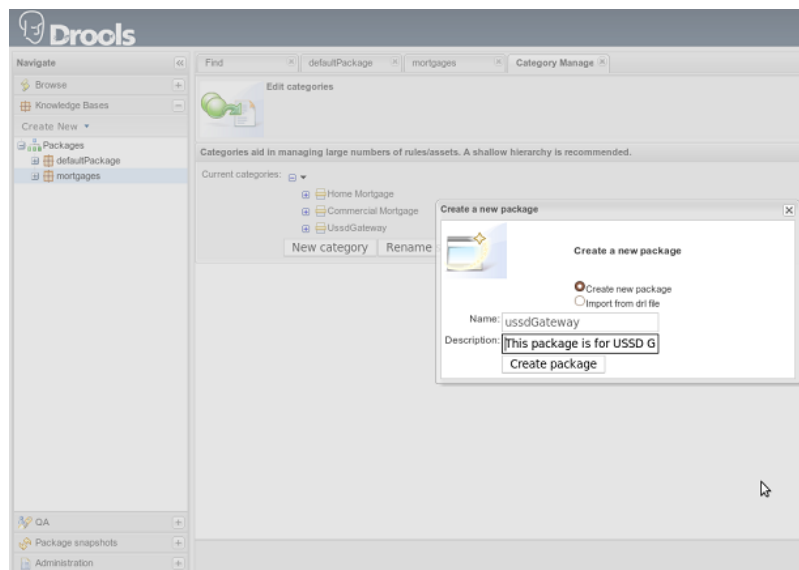 Drools
Navigate
Browse
Knowledge Bases
Create New
Packages
defaultPackage
mortgages
QA
Package snapshots
Administration
Find
defaultPackage
mortgages
Category Manage
Edit categories
Categories aid in managing large numbers of rules/assets. A shallow hierarchy is recommended.
Current categories:
Home Mortgage
Commercial Mortgage
UssdGateway
New category Rename
Create a new package
Create a new package
Create new package
Import from drl file
Name: ussdGateway
Description: This package is for USSD G
Create package